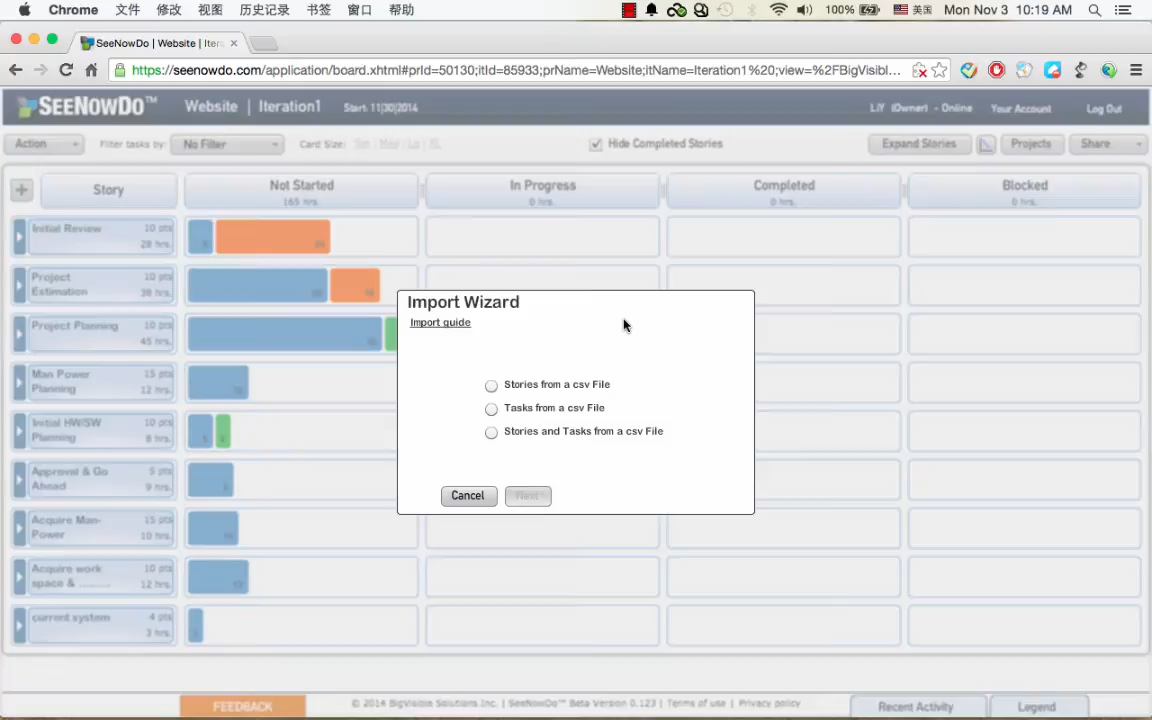 Chrome 文件 修改 视图 历史记录 书签 窗口 帮助 100% 美国 Mon Nov 3 10:19 AM
SeeNowDo | Website | Iter
https://seenowdo.com/application/board.xhtml#prId=50130;itId=85933;prName=Website;itName=Iteration1%20;view=%2FBigVisibl...
SEENOWDO™ Website | Iteration1 Start: 11/30/2014 LiY (Owner) - Online Your Account Log Out
Action Filter tasks by: No Filter Card Size: Sm | Med | Lg | XL Hide Completed Stories Expand Stories Projects Share
Story Not Started In Progress Completed Blocked
165 hrs. 0 hrs. 0 hrs. 0 hrs.
Initial Review 10 pts
28 hrs.
Project 10 pts
Estimation 38 hrs.
Project Planning 10 pts
45 hrs.
Man Power 15 pts
Planning 12 hrs.
Initial HW/SW 10 pts
Planning 8 hrs.
Approval & Go 5 pts
Ahead 9 hrs.
Acquire Man- 15 pts
Power 10 hrs.
Acquire work 10 pts
space & ......... 12 hrs.
current system 4 pts
3 hrs.
Import Wizard
Import guide
Stories from a csv File
Tasks from a csv File
Stories and Tasks from a csv File
Cancel Next
FEEDBACK © 2014 BigVisible Solutions Inc. | SeeNowDo™ Beta Version 0.123 | Terms of use | Privacy policy Recent Activity Legend